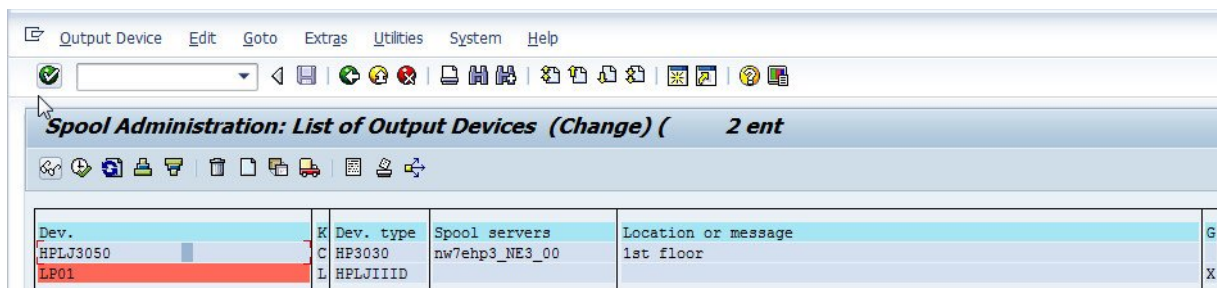 Output Device Edit Goto Extras Utilities System Help
Spool Administration: List of Output Devices (Change) ( 2 ent
Dev. K Dev. type Spool servers Location or message G
HPLJ3050 C HP3030 nw7ehp3_NE3_00 1st floor
LP01 L HPLJIIID X